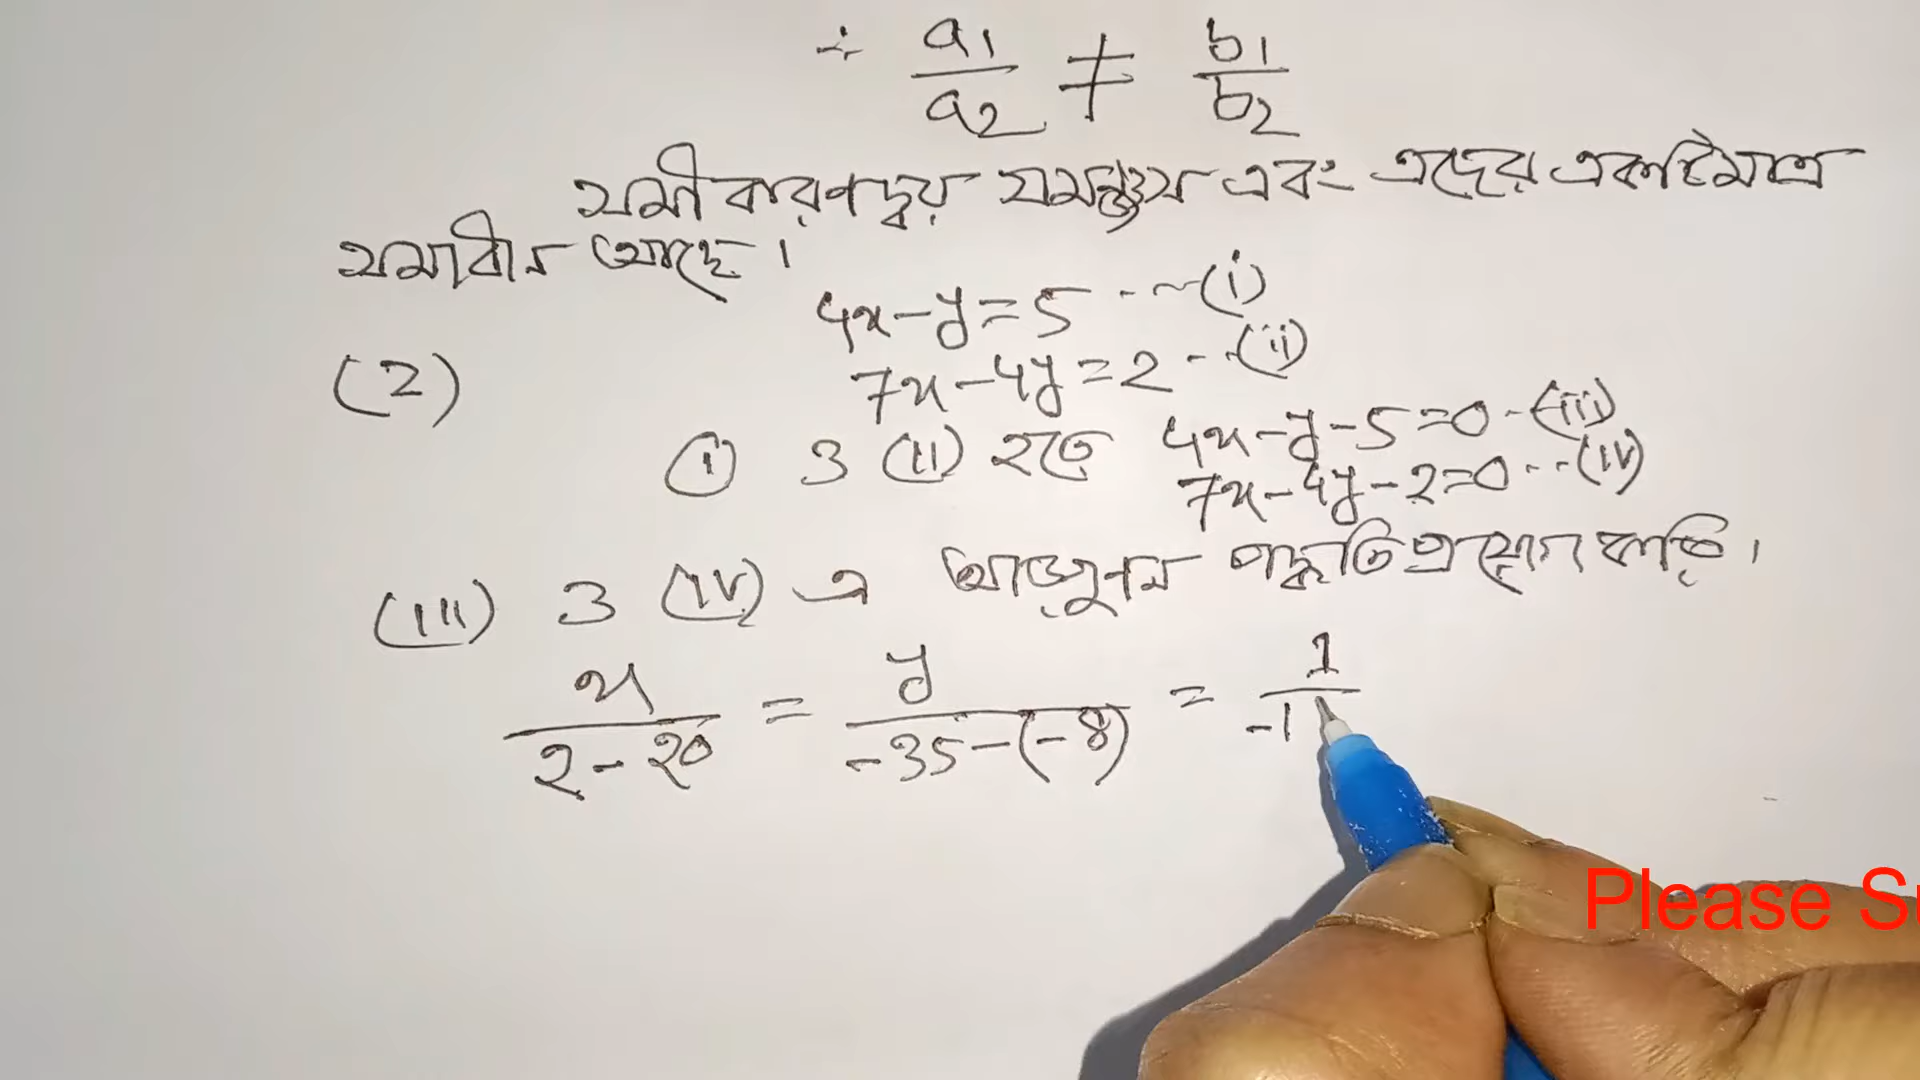 ∴ a₁/a₂ ≠ b₁/b₂
সমীকরণদ্বয় সমঞ্জস এবং এদের একটিমাত্র
সমাধান আছে।
4x-y=5 ---(i)
(2) 7x-4y=2 --(ii)
(i) ও (ii) হতে 4x-y-5=0 --(iii)
7x-4y-2=0 --(iv)
(iii) ও (iv) এ আড়গুণন পদ্ধতি প্রয়োগ করি।
x/2-20 = y/-35-(-8) = 1/-1
Please Su